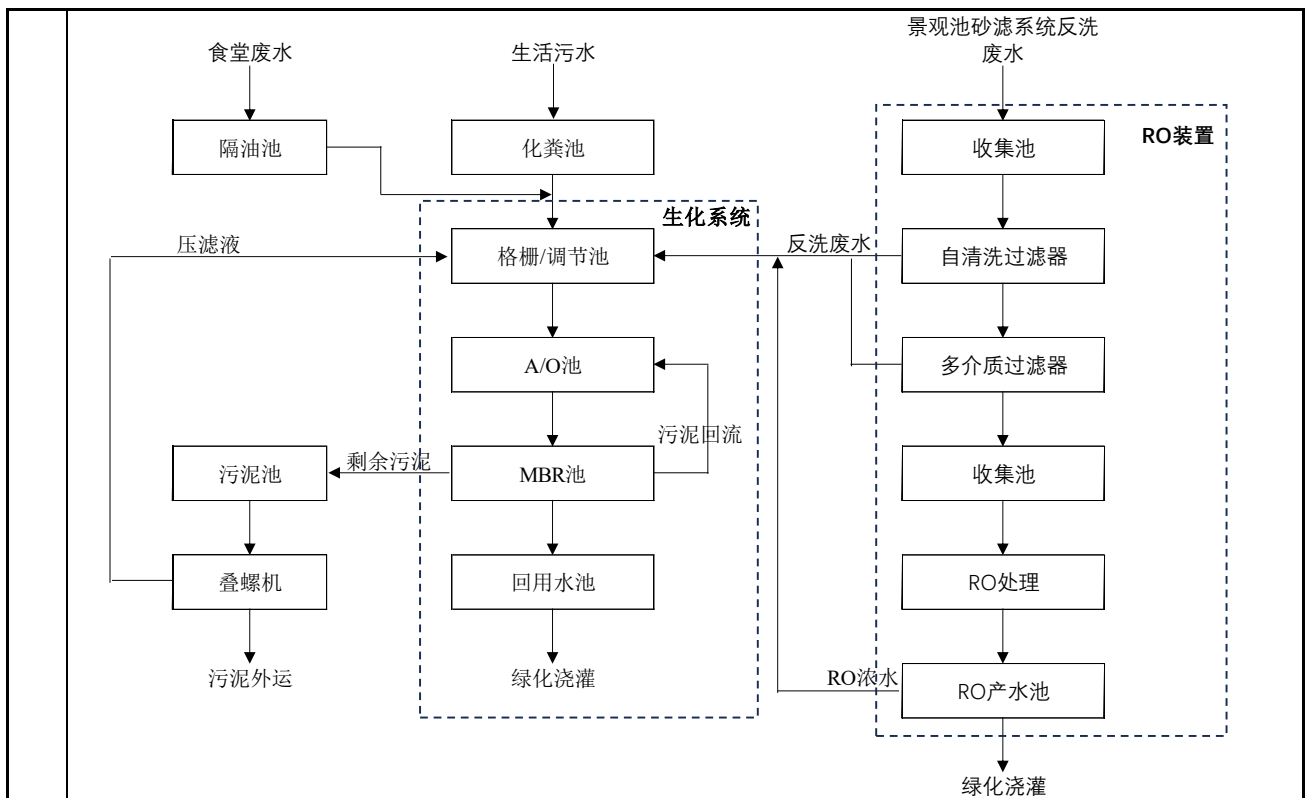 食堂废水
生活污水
景观池砂滤系统反洗
废水
隔油池
化粪池
收集池
RO装置
生化系统
压滤液
格栅/调节池
反洗废水
自清洗过滤器
A/O池
多介质过滤器
污泥回流
污泥池
剩余污泥
MBR池
收集池
叠螺机
回用水池
RO处理
污泥外运
绿化浇灌
RO浓水
RO产水池
绿化浇灌